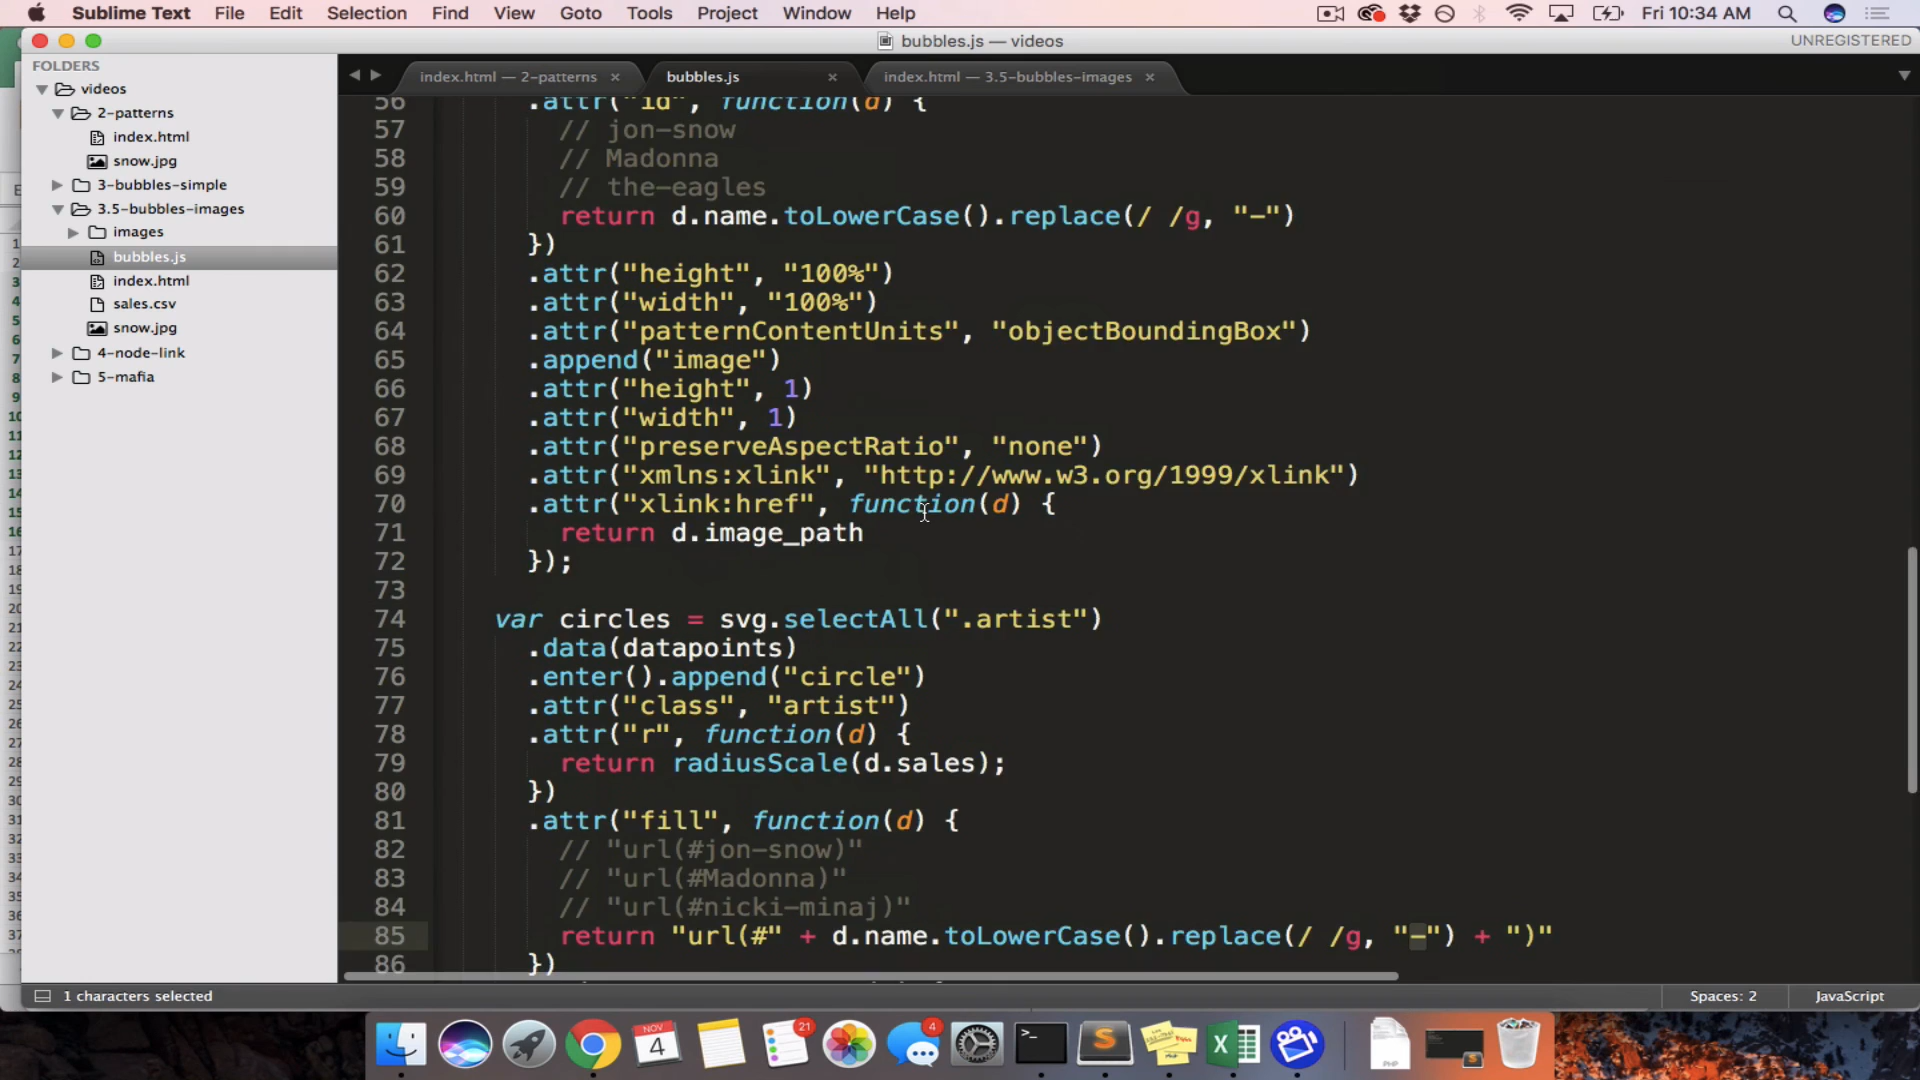 Sublime Text File Edit Selection Find View Goto Tools Project Window Help Fri 10:34 AM
bubbles.js — videos UNREGISTERED
FOLDERS
videos
2-patterns
index.html
snow.jpg
3-bubbles-simple
3.5-bubbles-images
images
bubbles.js
index.html
sales.csv
snow.jpg
4-node-link
5-mafia
index.html — 2-patterns × bubbles.js × index.html — 3.5-bubbles-images ×
56 .attr("id", function(d) {
57 // jon-snow
58 // Madonna
59 // the-eagles
60 return d.name.toLowerCase().replace(/ /g, "-")
61 })
62 .attr("height", "100%")
63 .attr("width", "100%")
64 .attr("patternContentUnits", "objectBoundingBox")
65 .append("image")
66 .attr("height", 1)
67 .attr("width", 1)
68 .attr("preserveAspectRatio", "none")
69 .attr("xmlns:xlink", "http://www.w3.org/1999/xlink")
70 .attr("xlink:href", function(d) {
71 return d.image_path
72 });
73
74 var circles = svg.selectAll(".artist")
75 .data(datapoints)
76 .enter().append("circle")
77 .attr("class", "artist")
78 .attr("r", function(d) {
79 return radiusScale(d.sales);
80 })
81 .attr("fill", function(d) {
82 // "url(#jon-snow)"
83 // "url(#Madonna)"
84 // "url(#nicki-minaj)"
85 return "url(#" + d.name.toLowerCase().replace(/ /g, "-") + ")"
86 })
1 characters selected Spaces: 2 JavaScript
NOV
4
21
4
PHP